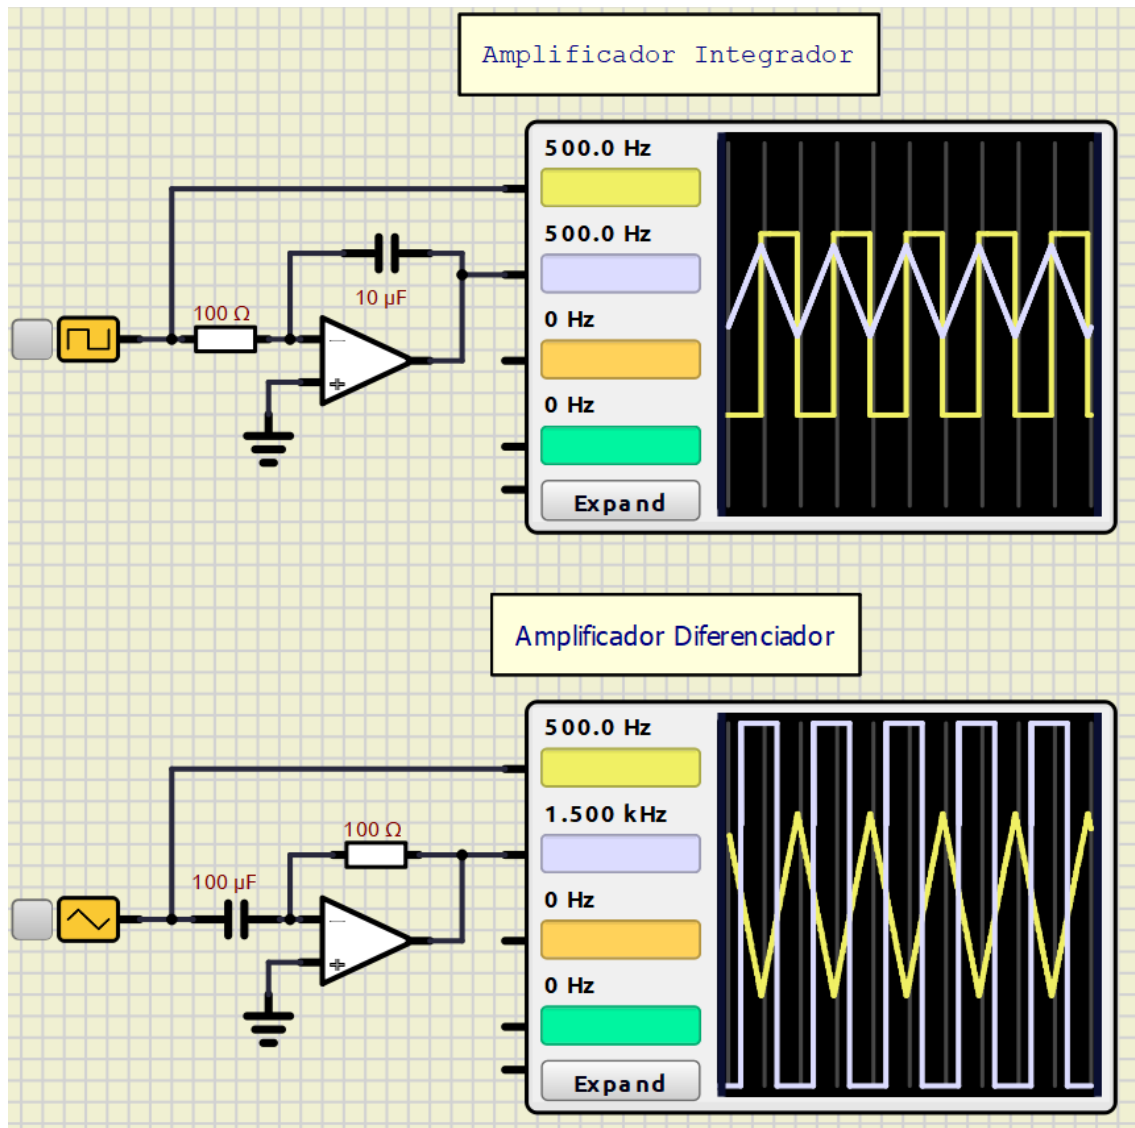 Amplificador Integrador
500.0 Hz
500.0 Hz
10 µF
100 Ω
0 Hz
0 Hz
Expand
Amplificador Diferenciador
500.0 Hz
1.500 kHz
100 Ω
100 µF
0 Hz
0 Hz
Expand